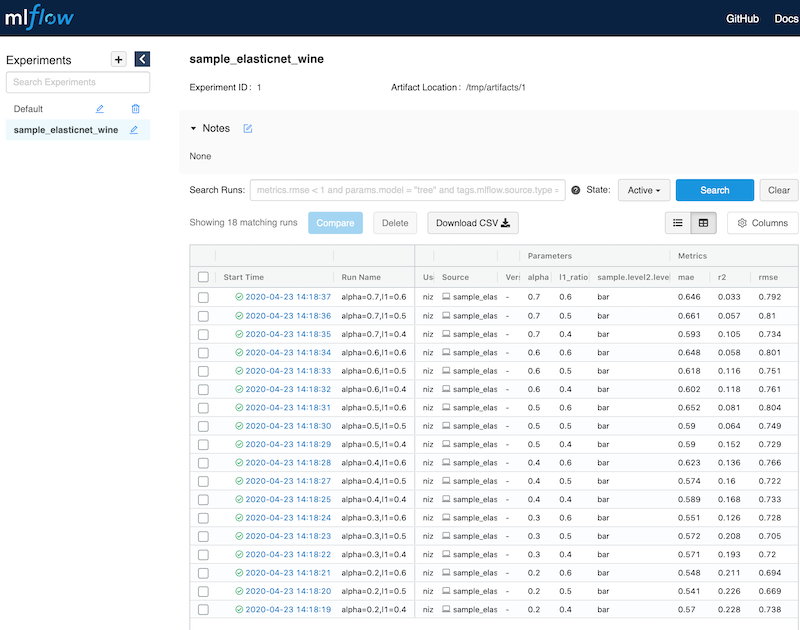 mlflow
GitHub Docs
Experiments
Search Experiments
Default
sample_elasticnet_wine
sample_elasticnet_wine
Experiment ID: 1 Artifact Location: /tmp/artifacts/1
Notes
None
Search Runs: metrics.rmse < 1 and params.model = "tree" and tags.mlflow.source.type = State: Active Search Clear
Showing 18 matching runs Compare Delete Download CSV Columns
Parameters Metrics
Start Time Run Name Us Source Vers alpha l1_ratio sample.level2.leve mae r2 rmse
2020-04-23 14:18:37 alpha=0.7,l1=0.6 niz sample_elas - 0.7 0.6 bar 0.646 0.033 0.792
2020-04-23 14:18:36 alpha=0.7,l1=0.5 niz sample_elas - 0.7 0.5 bar 0.661 0.057 0.81
2020-04-23 14:18:35 alpha=0.7,l1=0.4 niz sample_elas - 0.7 0.4 bar 0.593 0.105 0.734
2020-04-23 14:18:34 alpha=0.6,l1=0.6 niz sample_elas - 0.6 0.6 bar 0.648 0.058 0.801
2020-04-23 14:18:33 alpha=0.6,l1=0.5 niz sample_elas - 0.6 0.5 bar 0.618 0.116 0.751
2020-04-23 14:18:32 alpha=0.6,l1=0.4 niz sample_elas - 0.6 0.4 bar 0.602 0.118 0.761
2020-04-23 14:18:31 alpha=0.5,l1=0.6 niz sample_elas - 0.5 0.6 bar 0.652 0.081 0.804
2020-04-23 14:18:30 alpha=0.5,l1=0.5 niz sample_elas - 0.5 0.5 bar 0.59 0.064 0.749
2020-04-23 14:18:29 alpha=0.5,l1=0.4 niz sample_elas - 0.5 0.4 bar 0.59 0.152 0.729
2020-04-23 14:18:28 alpha=0.4,l1=0.6 niz sample_elas - 0.4 0.6 bar 0.623 0.136 0.766
2020-04-23 14:18:27 alpha=0.4,l1=0.5 niz sample_elas - 0.4 0.5 bar 0.574 0.16 0.722
2020-04-23 14:18:25 alpha=0.4,l1=0.4 niz sample_elas - 0.4 0.4 bar 0.589 0.168 0.733
2020-04-23 14:18:24 alpha=0.3,l1=0.6 niz sample_elas - 0.3 0.6 bar 0.551 0.126 0.728
2020-04-23 14:18:23 alpha=0.3,l1=0.5 niz sample_elas - 0.3 0.5 bar 0.572 0.208 0.705
2020-04-23 14:18:22 alpha=0.3,l1=0.4 niz sample_elas - 0.3 0.4 bar 0.571 0.193 0.72
2020-04-23 14:18:21 alpha=0.2,l1=0.6 niz sample_elas - 0.2 0.6 bar 0.548 0.211 0.694
2020-04-23 14:18:20 alpha=0.2,l1=0.5 niz sample_elas - 0.2 0.5 bar 0.541 0.226 0.669
2020-04-23 14:18:19 alpha=0.2,l1=0.4 niz sample_elas - 0.2 0.4 bar 0.57 0.228 0.738